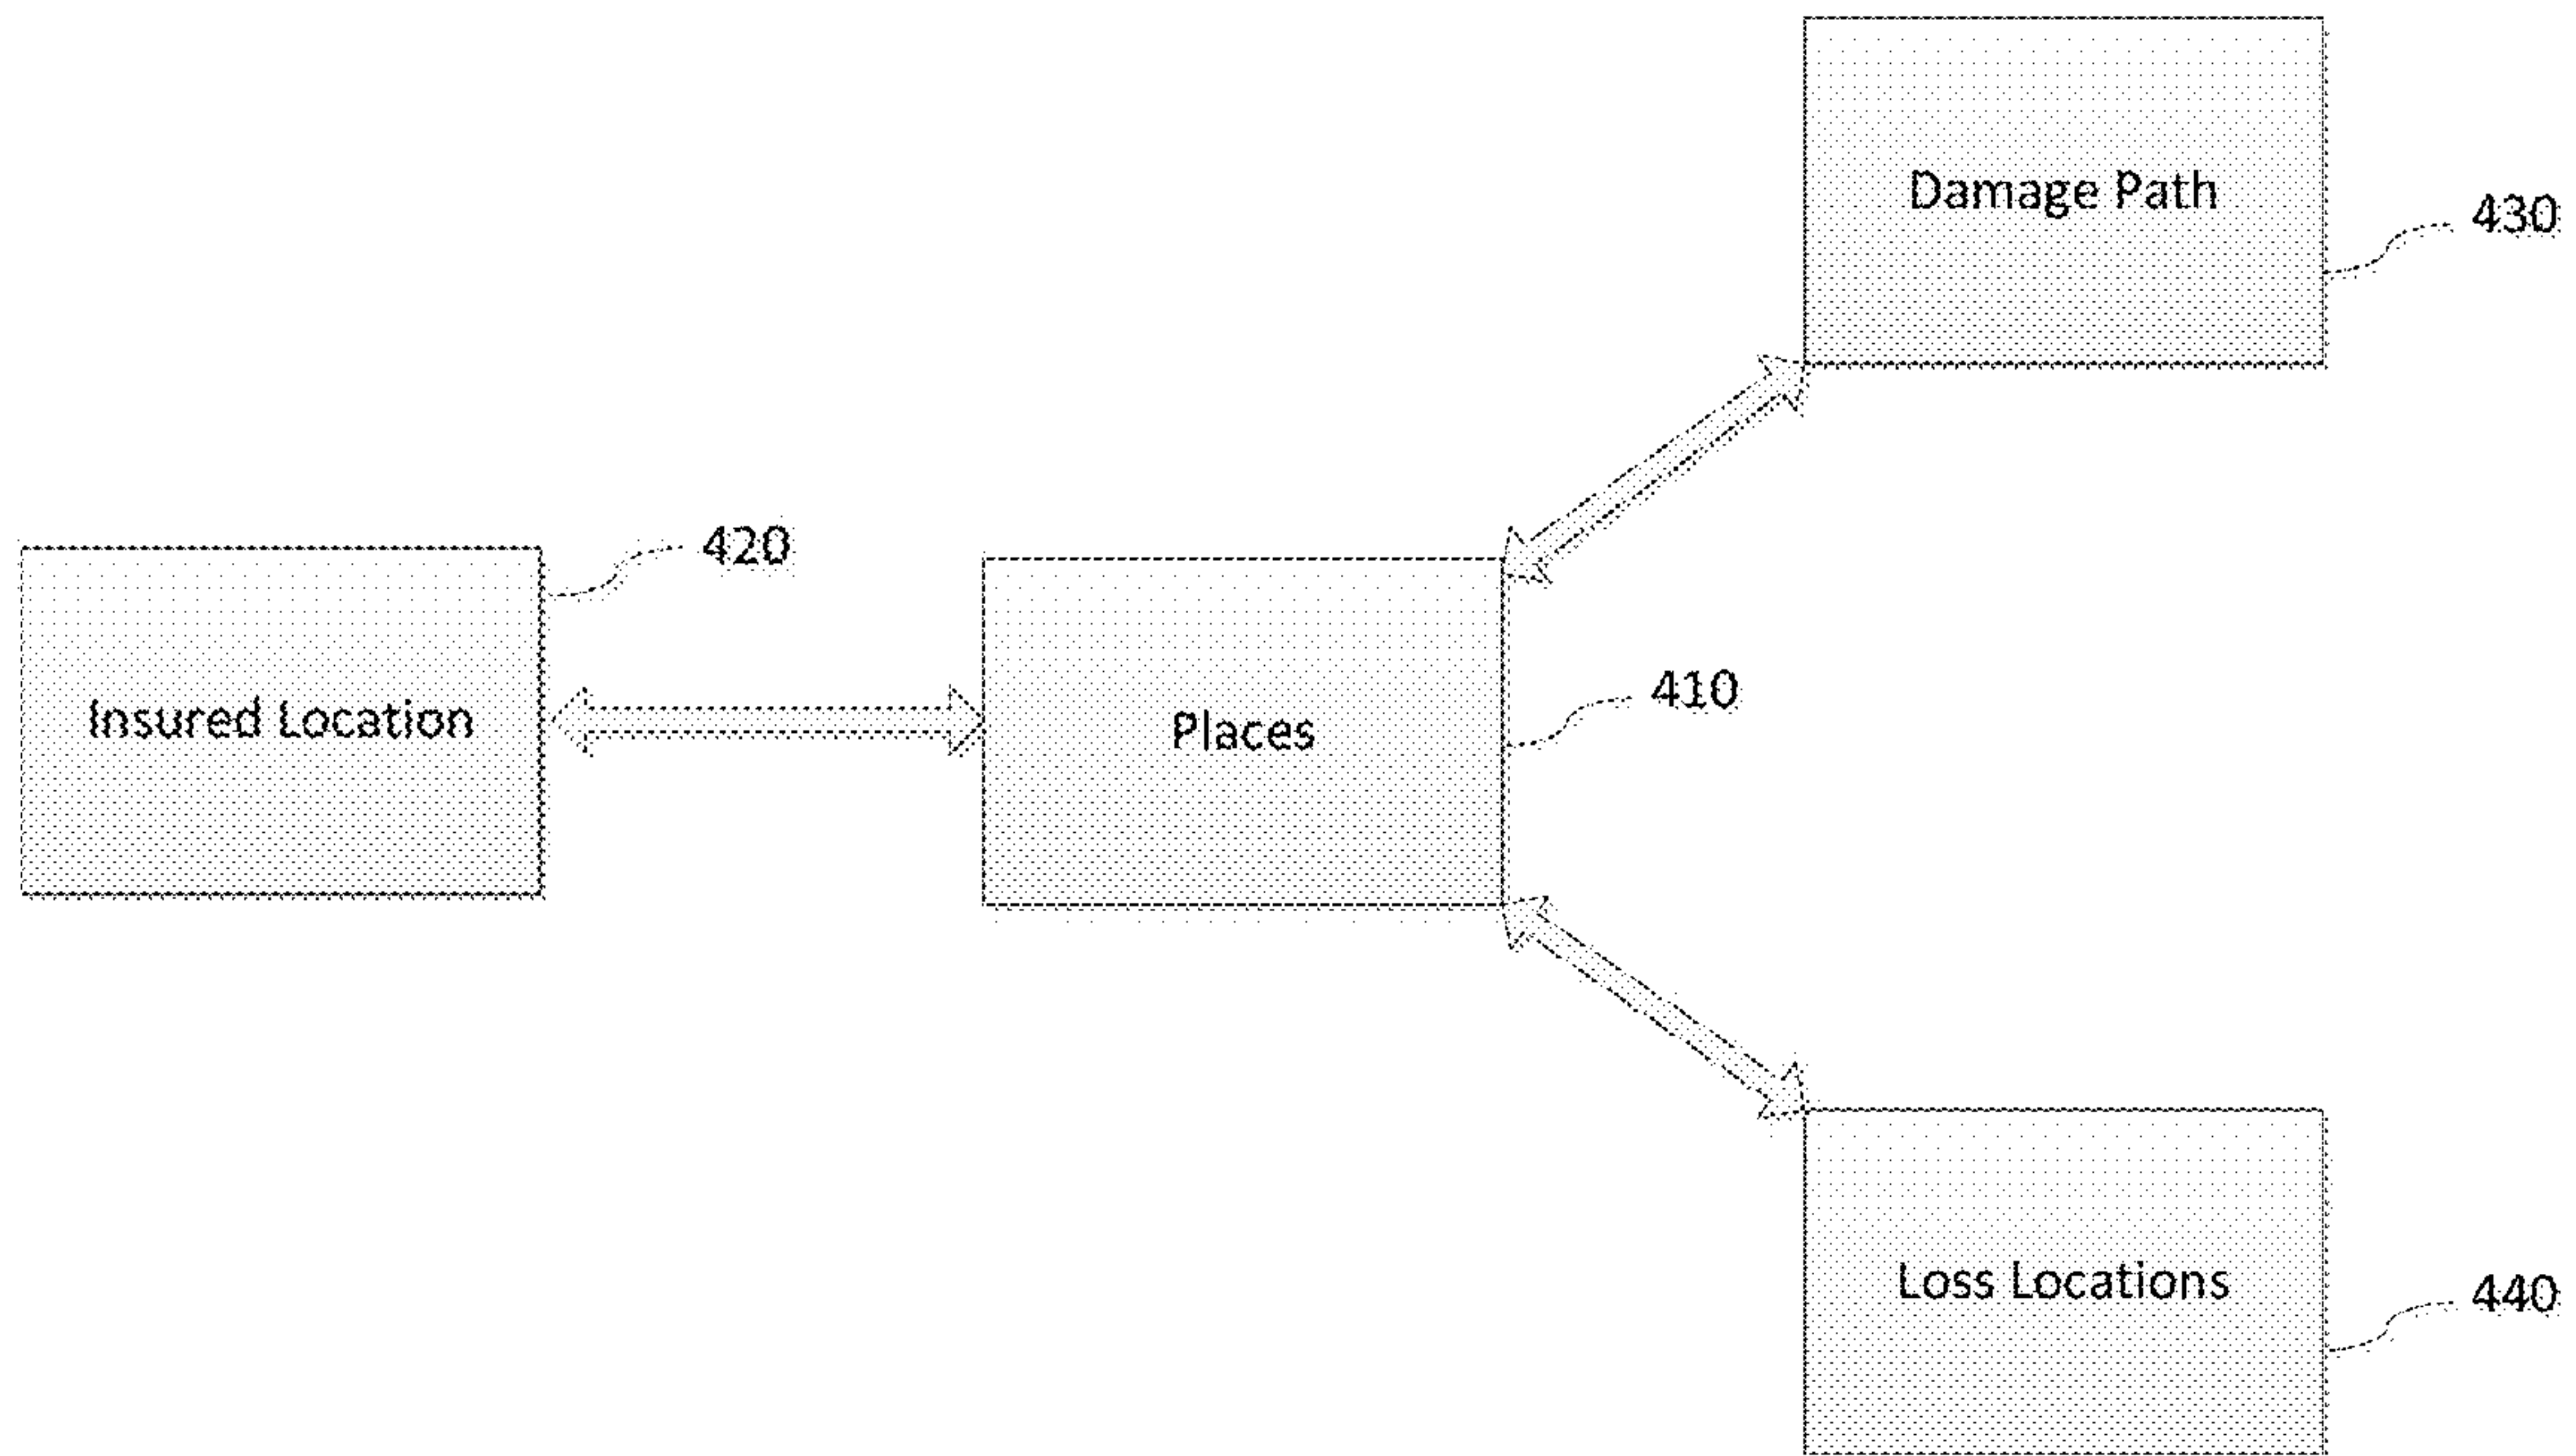 Damage Path
430
420
Insured Location
Places
410
Loss Locations
440